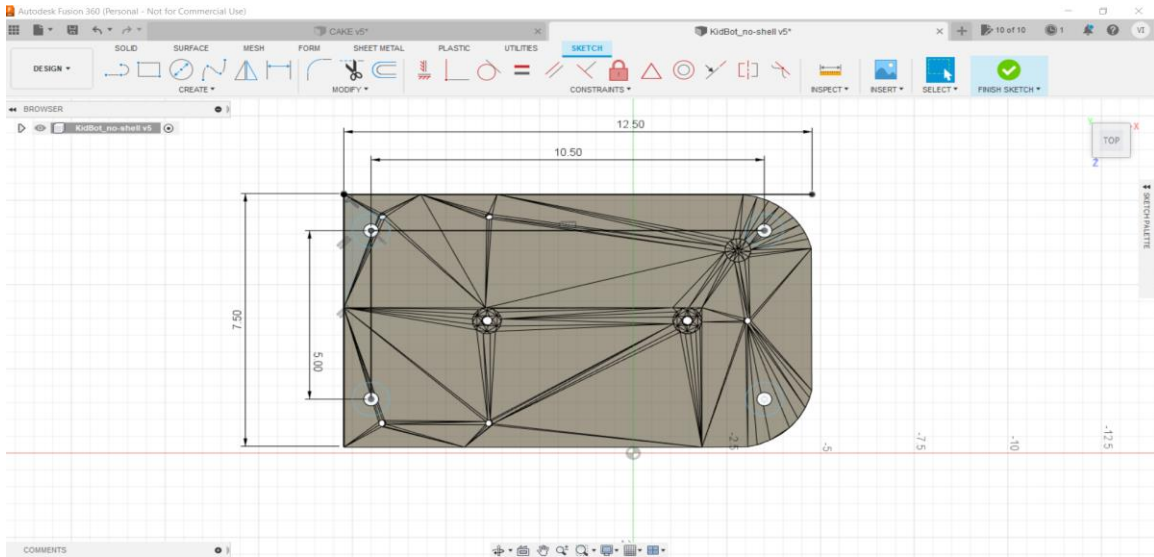 Autodesk Fusion 360 (Personal - Not for Commercial Use)
CAKE v5*
KidBot_no-shell v5*
10 of 10
1
VI
DESIGN
SOLID SURFACE MESH FORM SHEET METAL PLASTIC UTILITIES SKETCH
CREATE MODIFY CONSTRAINTS INSPECT INSERT SELECT FINISH SKETCH
BROWSER
KidBot_no-shell v5
12.50
10.50
7.50
5.00
TOP
X
Y
Z
SKETCH PALETTE
-2.5
-5
-7.5
-10
-12.5
COMMENTS